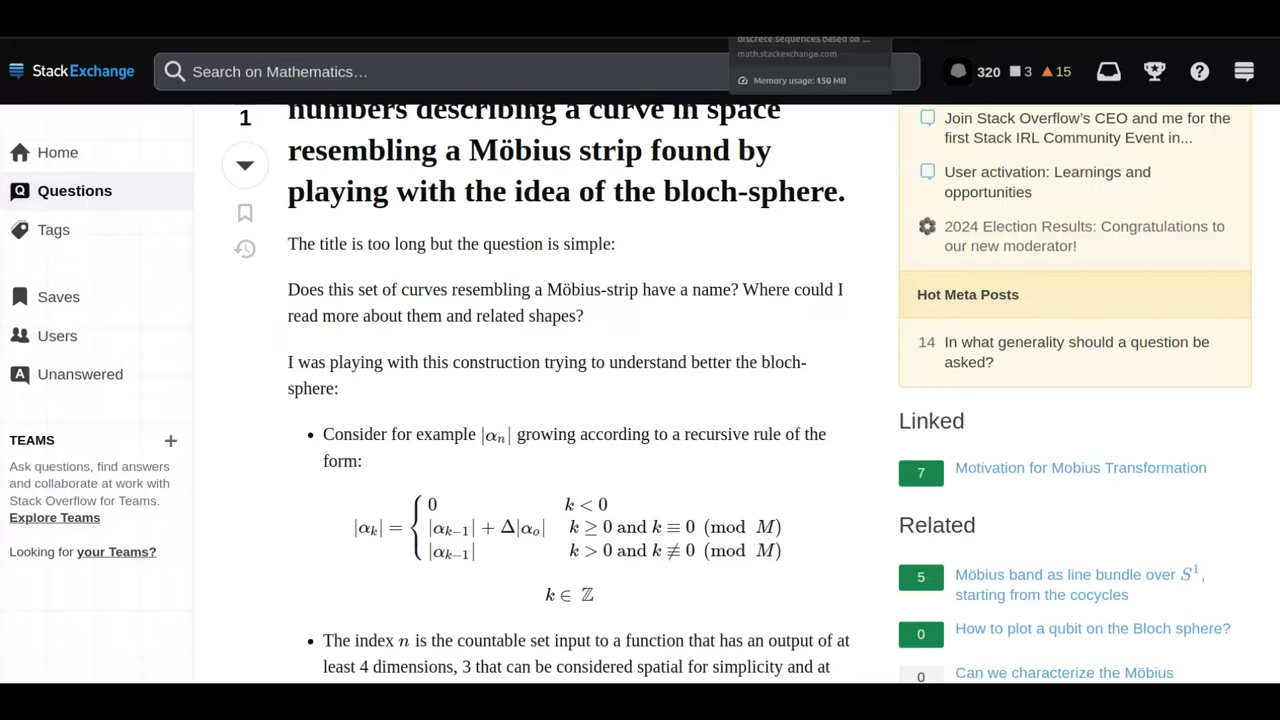 discrete sequences based on ...
math.stackexchange.com
Memory usage: 150 MB
StackExchange
Search on Mathematics…
320 3 15
Home
Questions
Tags
Saves
Users
Unanswered
TEAMS
Ask questions, find answers
and collaborate at work with
Stack Overflow for Teams.
Explore Teams
Looking for your Teams?
1
numbers describing a curve in space
resembling a Möbius strip found by
playing with the idea of the bloch-sphere.
The title is too long but the question is simple:
Does this set of curves resembling a Möbius-strip have a name? Where could I
read more about them and related shapes?
I was playing with this construction trying to understand better the bloch-
sphere:
• Consider for example |αₙ| growing according to a recursive rule of the
form:
|αₖ| = { 0 k < 0
|αₖ₋₁| + Δ|αₒ| k ≥ 0 and k ≡ 0 (mod M)
|αₖ₋₁| k > 0 and k ≢ 0 (mod M)
k ∈ ℤ
• The index n is the countable set input to a function that has an output of at
least 4 dimensions, 3 that can be considered spatial for simplicity and at
Join Stack Overflow's CEO and me for the
first Stack IRL Community Event in...
User activation: Learnings and
opportunities
2024 Election Results: Congratulations to
our new moderator!
Hot Meta Posts
14 In what generality should a question be
asked?
Linked
7 Motivation for Mobius Transformation
Related
5 Möbius band as line bundle over S¹,
starting from the cocycles
0 How to plot a qubit on the Bloch sphere?
0 Can we characterize the Möbius